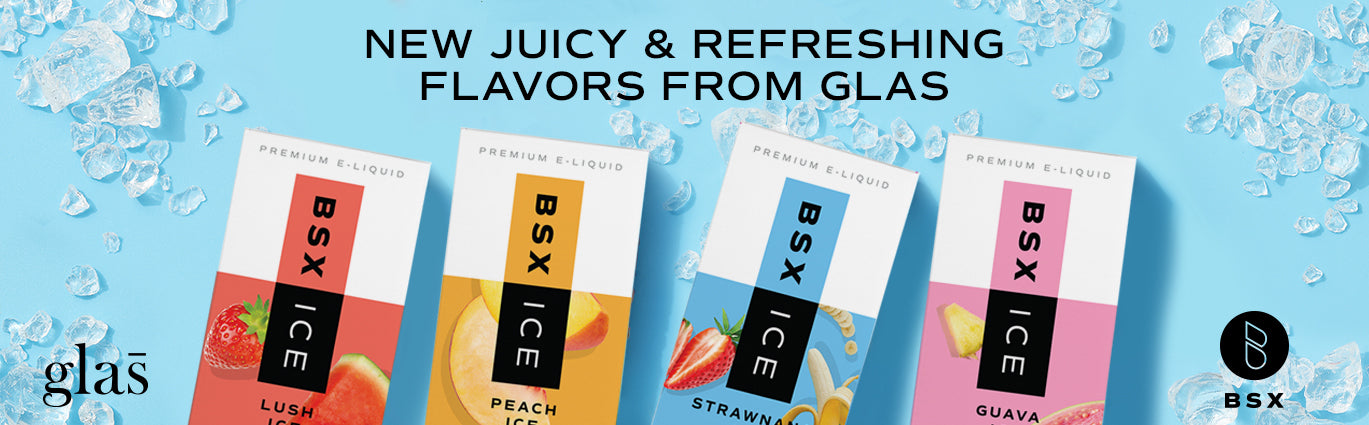 NEW JUICY & REFRESHING
FLAVORS FROM GLAS
PREMIUM E-LIQUID
BSX ICE
LUSH
ICE
PREMIUM E-LIQUID
BSX ICE
PEACH
ICE
PREMIUM E-LIQUID
BSX ICE
PREMIUM E-LIQUID
BSX ICE
GUAVA
glas̄
BSX